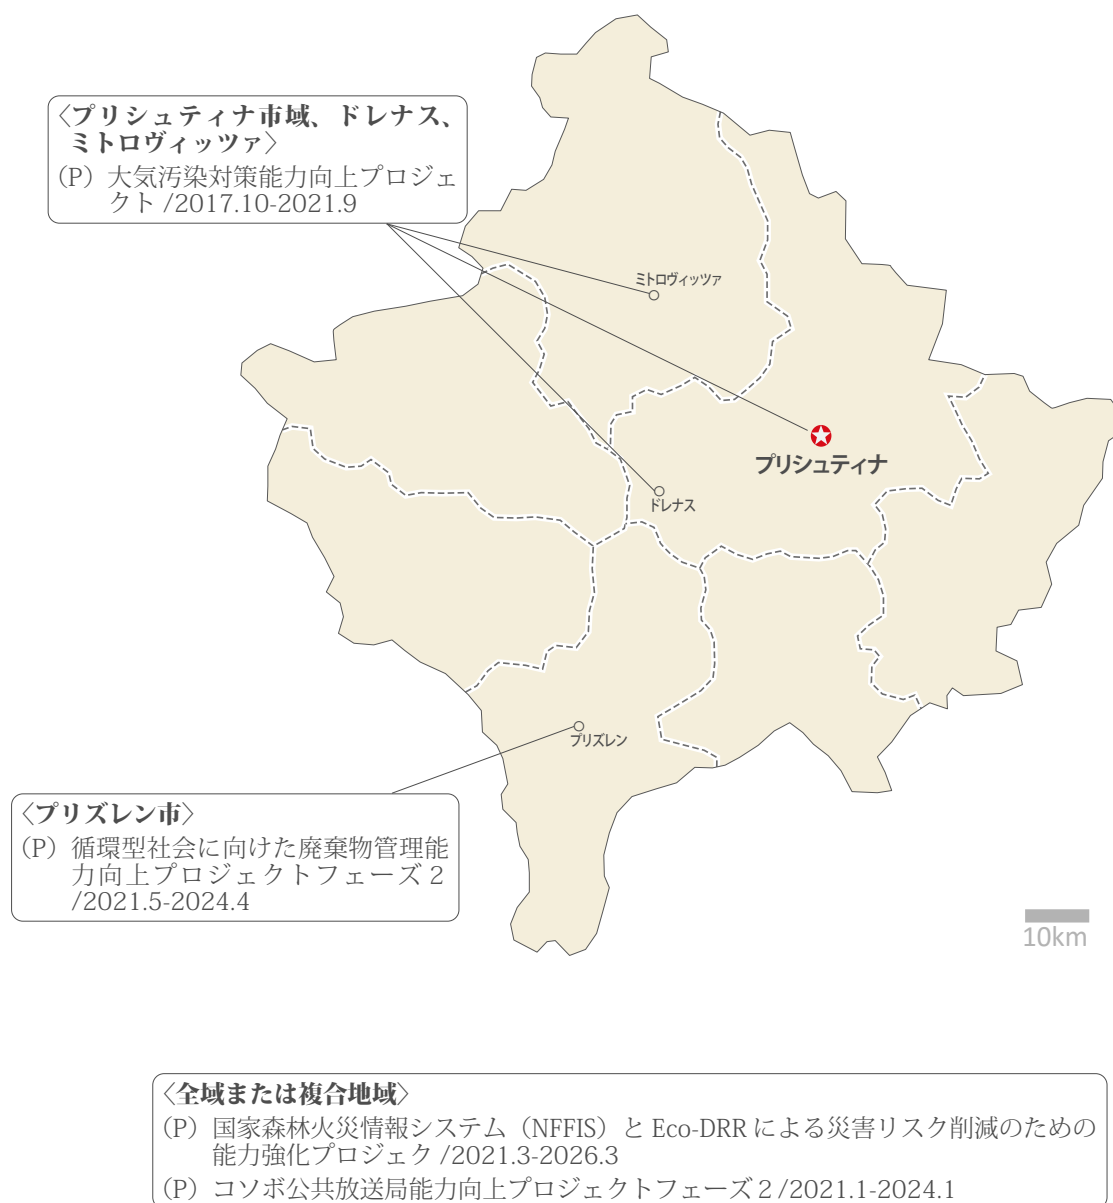 〈プリシュティナ市域、ドレナス、
ミトロヴィッツァ〉
(P) 大気汚染対策能力向上プロジェ
クト /2017.10-2021.9
ミトロヴィッツァ
プリシュティナ
ドレナス
プリズレン
〈プリズレン市〉
(P) 循環型社会に向けた廃棄物管理能
力向上プロジェクトフェーズ 2
/2021.5-2024.4
10km
〈全域または複合地域〉
(P) 国家森林火災情報システム（NFFIS）と Eco-DRR による災害リスク削減のための
能力強化プロジェク /2021.3-2026.3
(P) コソボ公共放送局能力向上プロジェクトフェーズ 2 /2021.1-2024.1